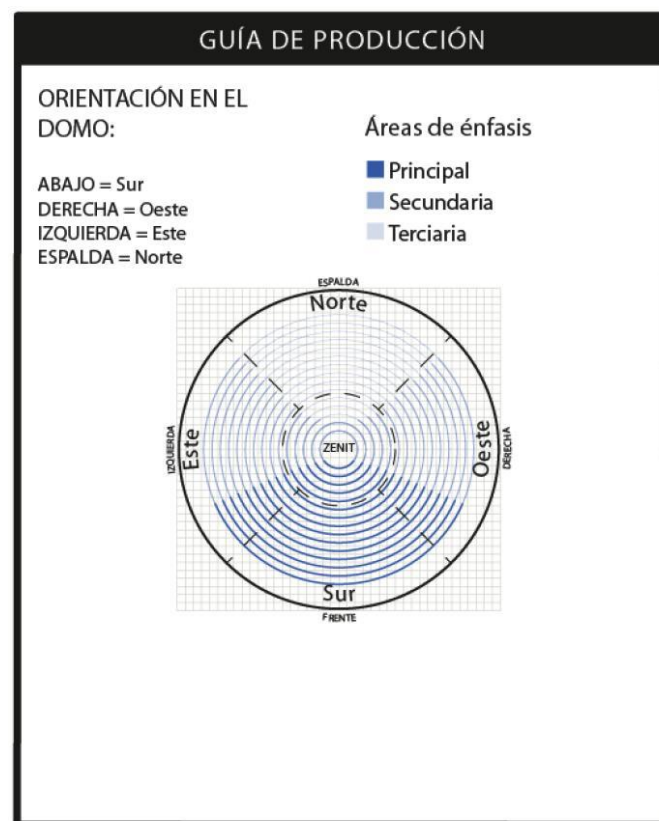 GUÍA DE PRODUCCIÓN
ORIENTACIÓN EN EL
DOMO:
ABAJO = Sur
DERECHA = Oeste
IZQUIERDA = Este
ESPALDA = Norte
Áreas de énfasis
Principal
Secundaria
Terciaria
ESPALDA
Norte
IZQUIERDA
Este
ZENIT
Oeste
DERECHA
Sur
FRENTE